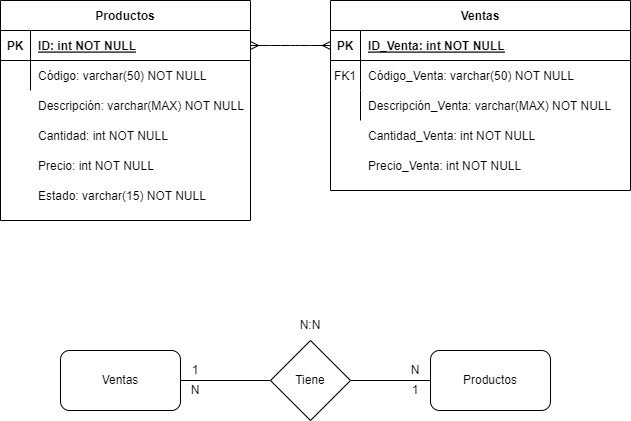 Productos
PK ID: int NOT NULL
Código: varchar(50) NOT NULL
Descripción: varchar(MAX) NOT NULL
Cantidad: int NOT NULL
Precio: int NOT NULL
Estado: varchar(15) NOT NULL
Ventas
PK ID_Venta: int NOT NULL
FK1 Código_Venta: varchar(50) NOT NULL
Descripción_Venta: varchar(MAX) NOT NULL
Cantidad_Venta: int NOT NULL
Precio_Venta: int NOT NULL
N:N
Ventas
1
N
Tiene
N
1
Productos